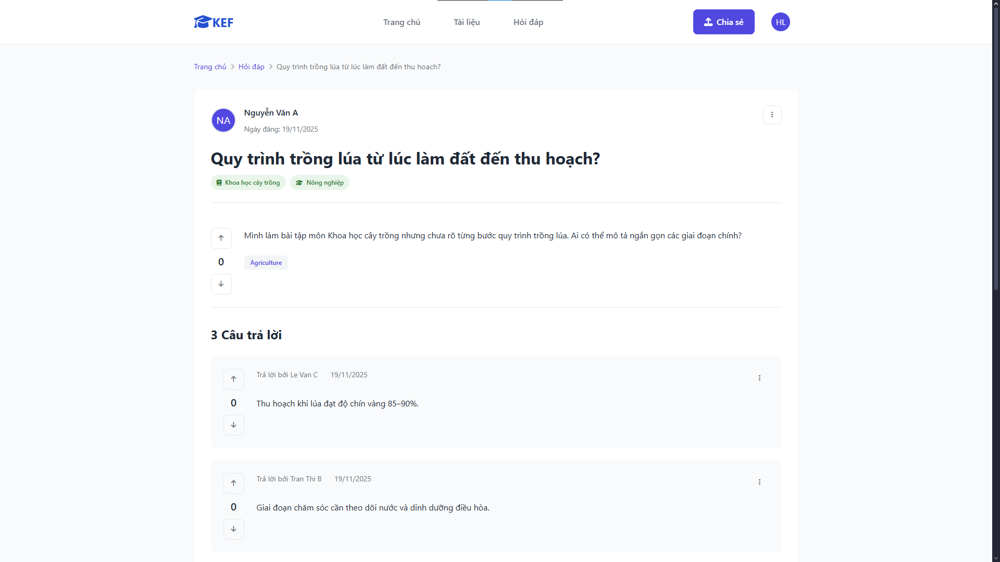 KEF
Trang chủ
Tài liệu
Hỏi đáp
Chia sẻ
HL
Trang chủ > Hỏi đáp > Quy trình trồng lúa từ lúc làm đất đến thu hoạch?
NA
Nguyễn Văn A
Ngày đăng: 19/11/2025
Quy trình trồng lúa từ lúc làm đất đến thu hoạch?
Khoa học cây trồng
Nông nghiệp
Mình làm bài tập môn Khoa học cây trồng nhưng chưa rõ từng bước quy trình trồng lúa. Ai có thể mô tả ngắn gọn các giai đoạn chính?
0
Agriculture
3 Câu trả lời
Trả lời bởi Le Van C 19/11/2025
0
Thu hoạch khi lúa đạt độ chín vàng 85–90%.
Trả lời bởi Tran Thi B 19/11/2025
0
Giai đoạn chăm sóc cần theo dõi nước và dinh dưỡng điều hòa.